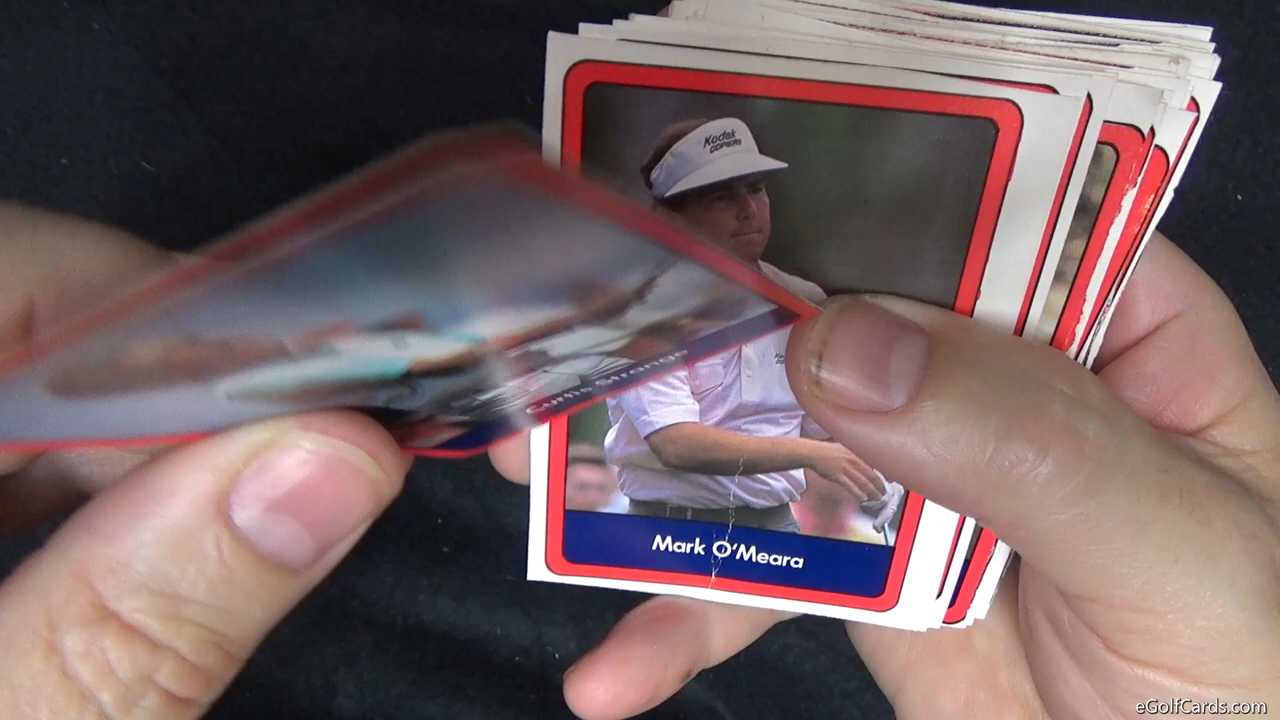 Kodak
COPIERS
Curtis Strange
Mark O'Meara
eGolfCards.com